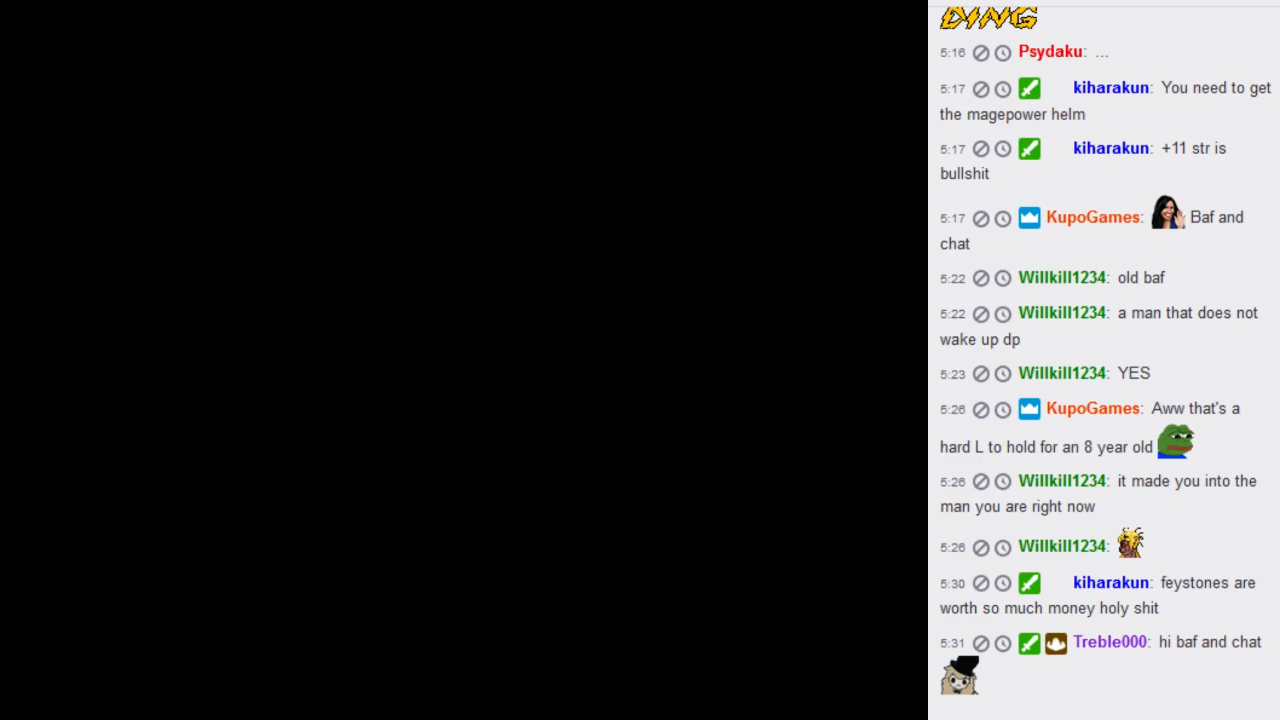 DING
5:16 Psydaku: ...
5:17 kiharakun: You need to get
the magepower helm
5:17 kiharakun: +11 str is
bullshit
5:17 KupoGames: Baf and
chat
5:22 Willkill1234: old baf
5:22 Willkill1234: a man that does not
wake up dp
5:23 Willkill1234: YES
5:26 KupoGames: Aww that's a
hard L to hold for an 8 year old
5:26 Willkill1234: it made you into the
man you are right now
5:26 Willkill1234:
5:30 kiharakun: feystones are
worth so much money holy shit
5:31 Treble000: hi baf and chat